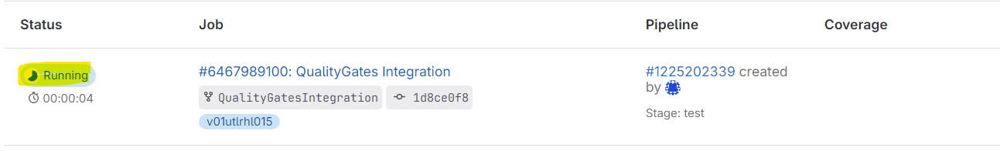 Status Job Pipeline Coverage
Running #6467989100: QualityGates Integration #1225202339 created
00:00:04 QualityGatesIntegration 1d8ce0f8 by
v01utlrhl015 Stage: test